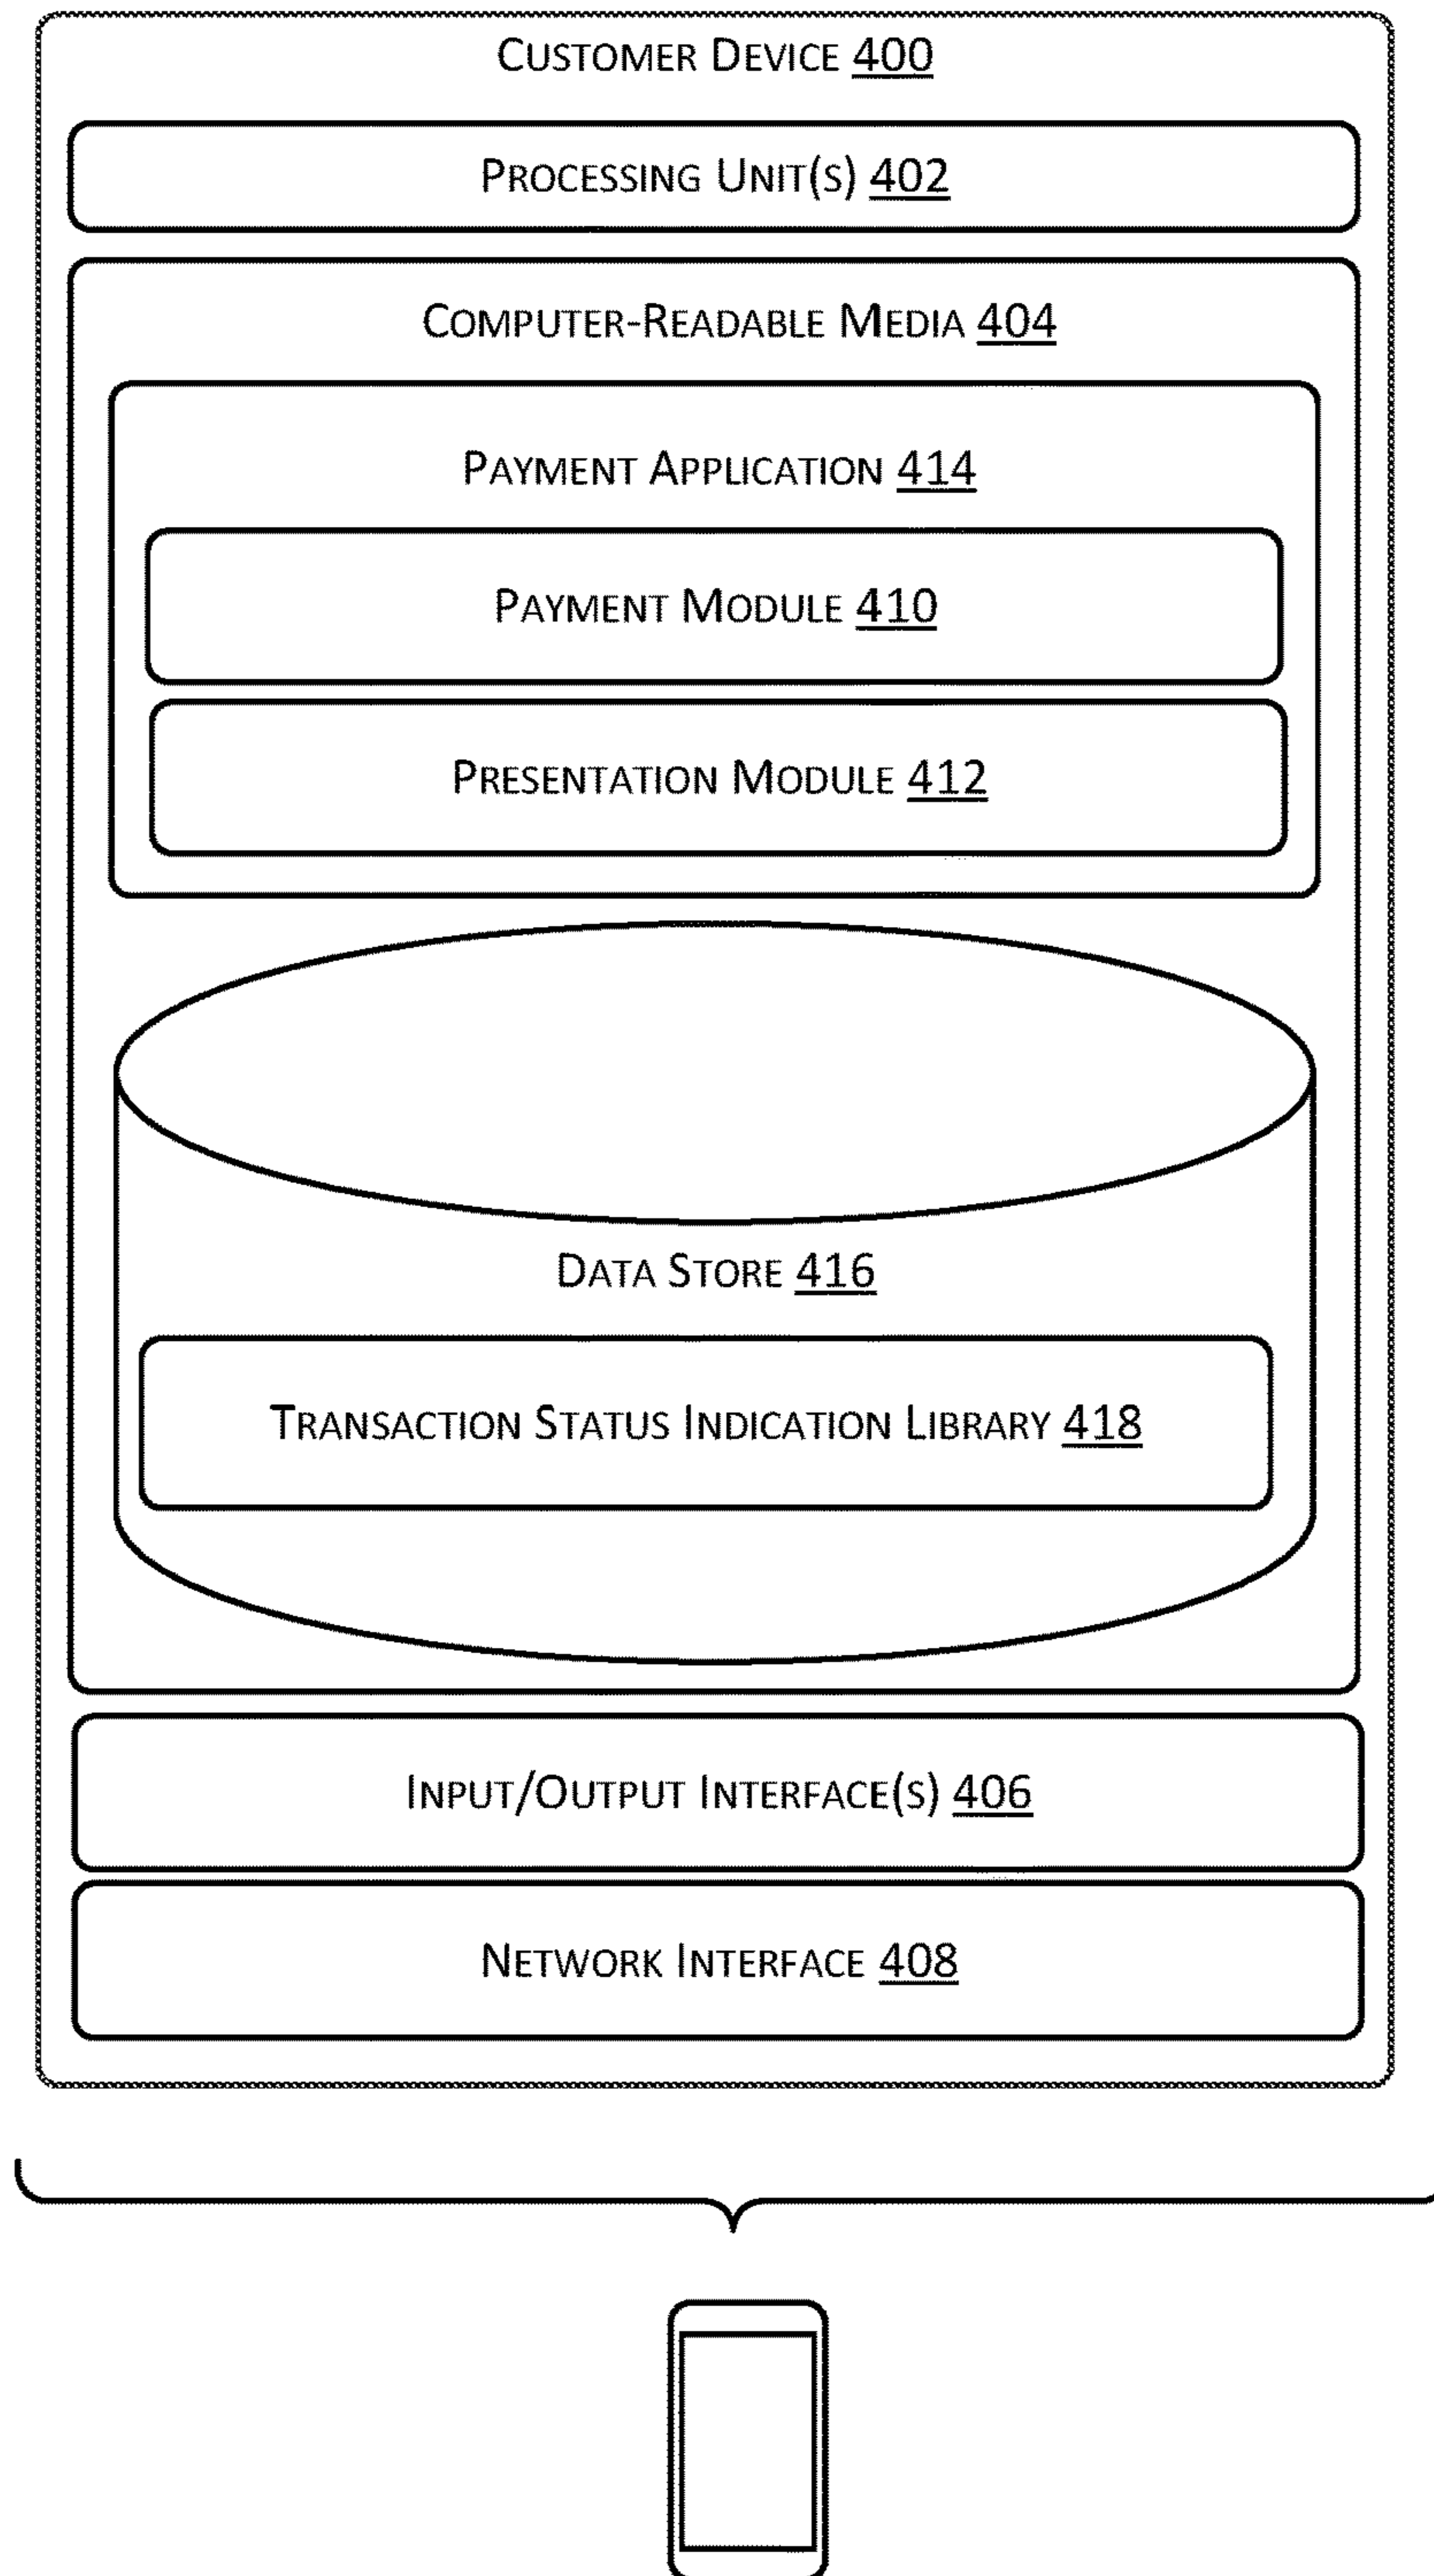 CUSTOMER DEVICE 400
PROCESSING UNIT(S) 402
COMPUTER-READABLE MEDIA 404
PAYMENT APPLICATION 414
PAYMENT MODULE 410
PRESENTATION MODULE 412
DATA STORE 416
TRANSACTION STATUS INDICATION LIBRARY 418
INPUT/OUTPUT INTERFACE(S) 406
NETWORK INTERFACE 408